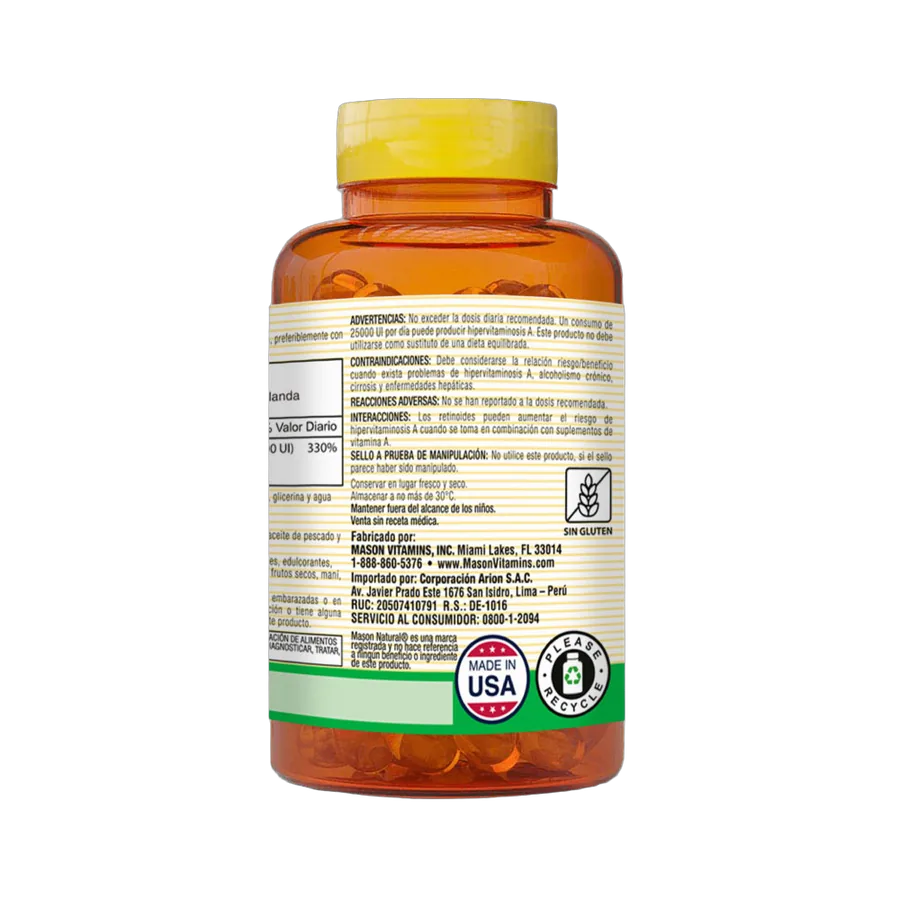 , preferiblemente con
landa
% Valor Diario
00 UI) 330%
, glicerina y agua
aceite de pescado y
es, edulcorantes,
frutos secos, maní,
embarazadas o en
ción o tiene alguna
te producto.
ACIÓN DE ALIMENTOS
IAGNOSTICAR, TRATAR,
ADVERTENCIAS: No exceder la dosis diaria recomendada. Un consumo de
25000 UI por día puede producir hipervitaminosis A. Este producto no debe
utilizarse como sustituto de una dieta equilibrada.
CONTRAINDICACIONES: Debe considerarse la relación riesgo/beneficio
cuando exista problemas de hipervitaminosis A, alcoholismo crónico,
cirrosis y enfermedades hepáticas.
REACCIONES ADVERSAS: No se han reportado a la dosis recomendada.
INTERACCIONES: Los retinoides pueden aumentar el riesgo de
hipervitaminosis A cuando se toma en combinación con suplementos de
vitamina A.
SELLO A PRUEBA DE MANIPULACIÓN: No utilice este producto, si el sello
parece haber sido manipulado.
Conservar en lugar fresco y seco.
Almacenar a no más de 30°C.
Mantener fuera del alcance de los niños.
Venta sin receta médica.
SIN GLUTEN
Fabricado por:
MASON VITAMINS, INC. Miami Lakes, FL 33014
1-888-860-5376 • www.MasonVitamins.com
Importado por: Corporación Arion S.A.C.
Av. Javier Prado Este 1676 San Isidro, Lima – Perú
RUC: 20507410791 R.S.: DE-1016
SERVICIO AL CONSUMIDOR: 0800-1-2094
Mason Natural® es una marca
registrada y no hace referencia
a ningún beneficio o ingrediente
de este producto.
MADE IN
USA
PLEASE
RECYCLE